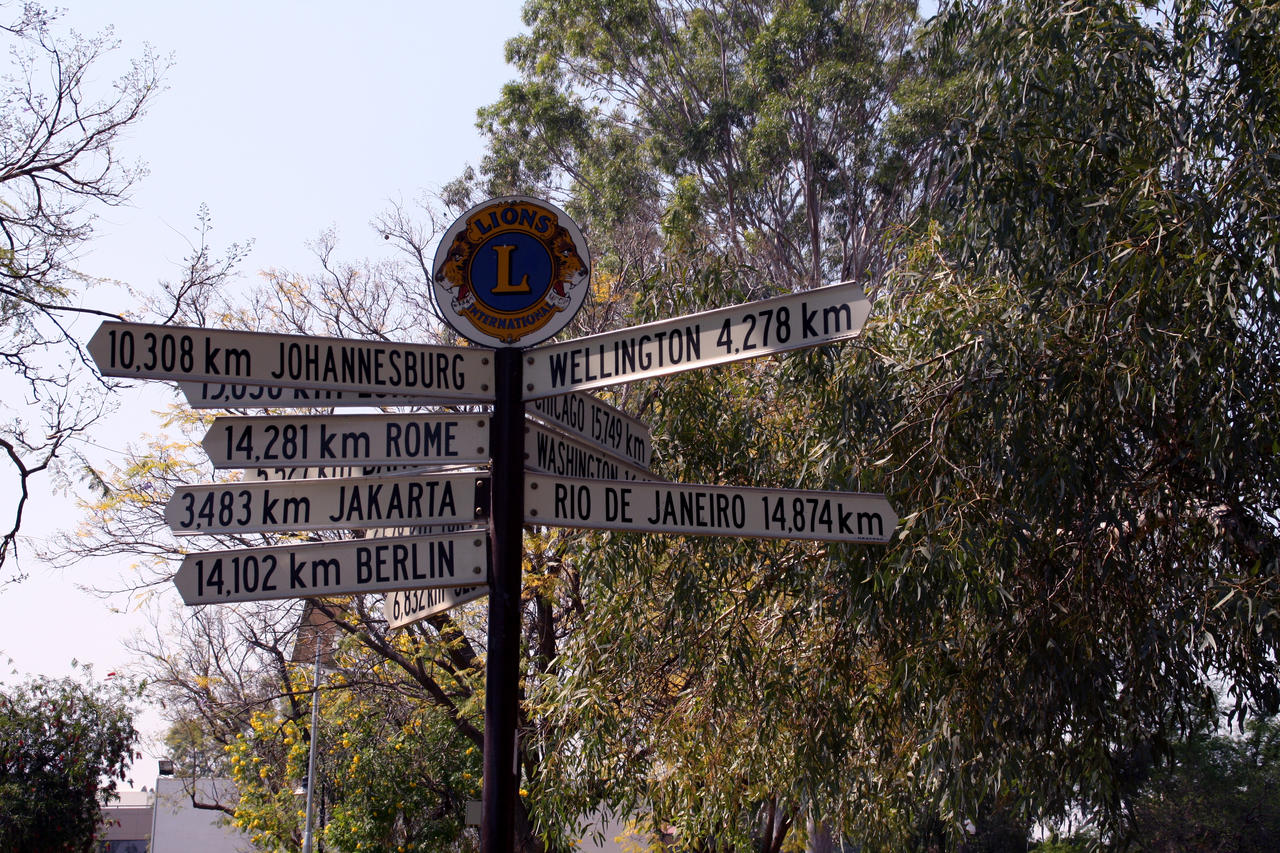 LIONS
L
INTERNATIONAL
10,308 km JOHANNESBURG
WELLINGTON 4,278 km
CHICAGO 15,749 km
14,281 km ROME
WASHINGTON
3,483 km JAKARTA
RIO DE JANEIRO 14,874 km
14,102 km BERLIN
6,832 km